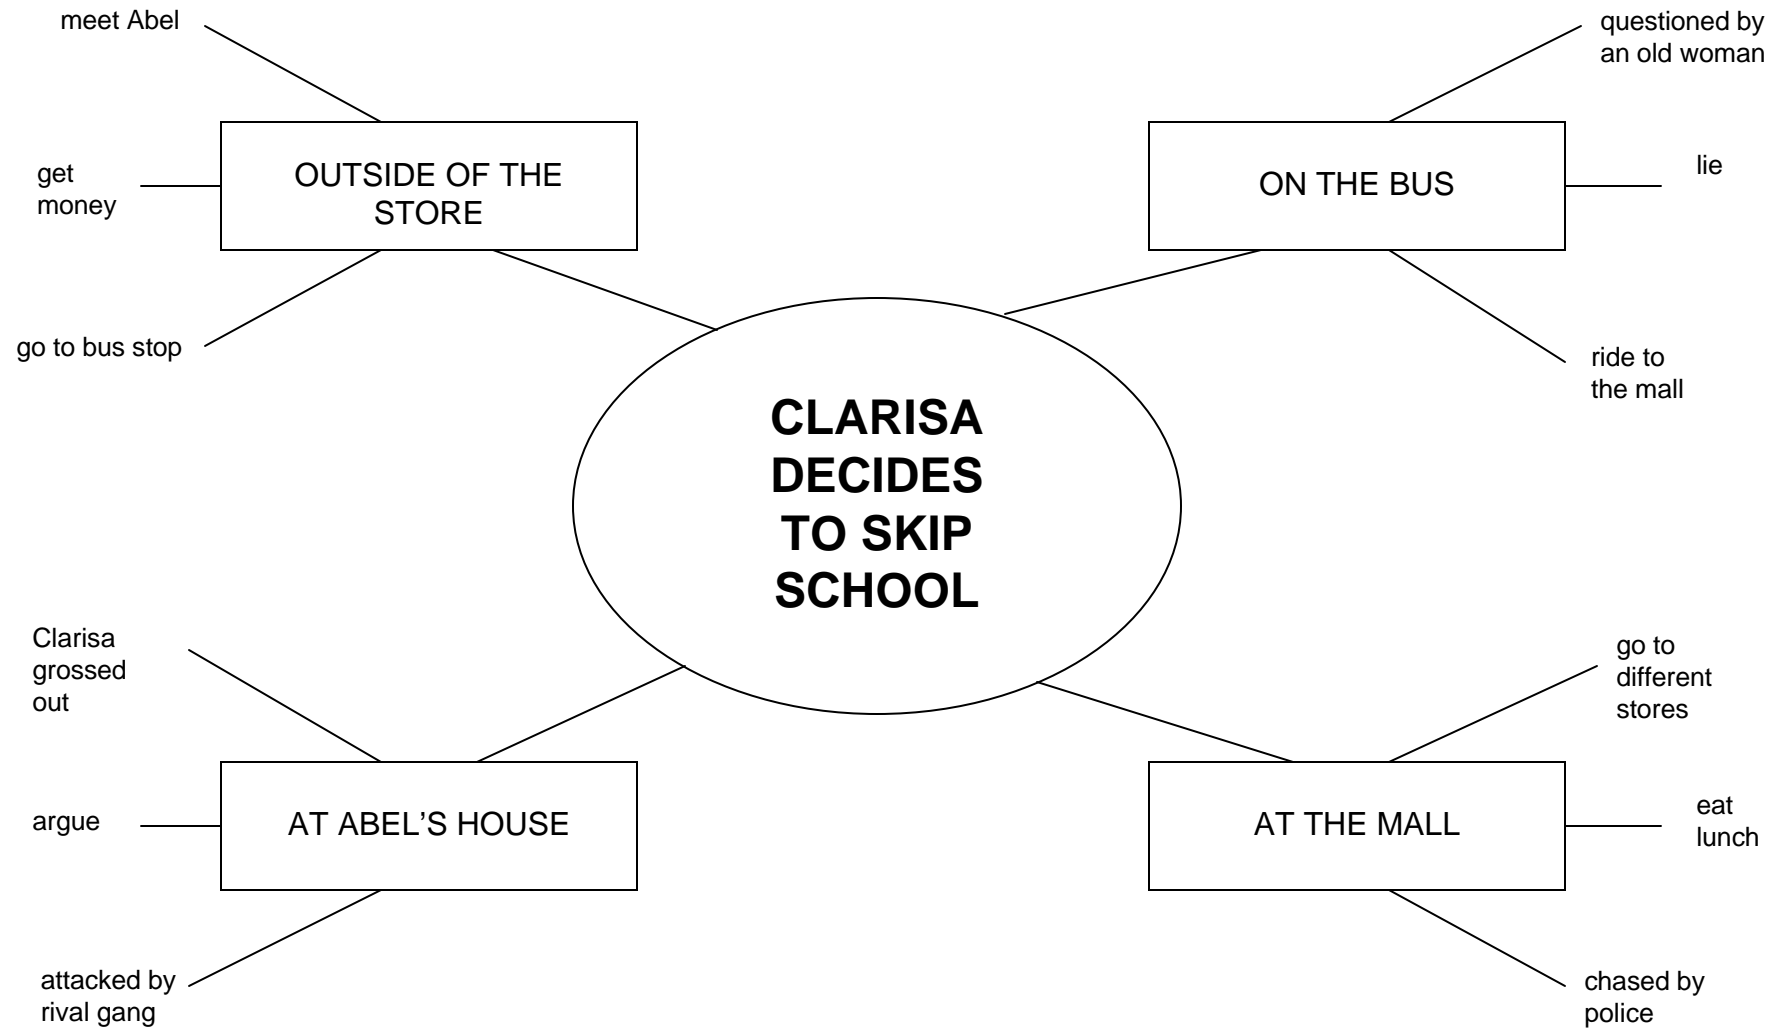 meet Abel
get
money
go to bus stop
OUTSIDE OF THE
STORE
questioned by
an old woman
lie
ride to
the mall
ON THE BUS
CLARISA
DECIDES
TO SKIP
SCHOOL
Clarisa
grossed
out
argue
attacked by
rival gang
AT ABEL’S HOUSE
go to
different
stores
eat
lunch
chased by
police
AT THE MALL